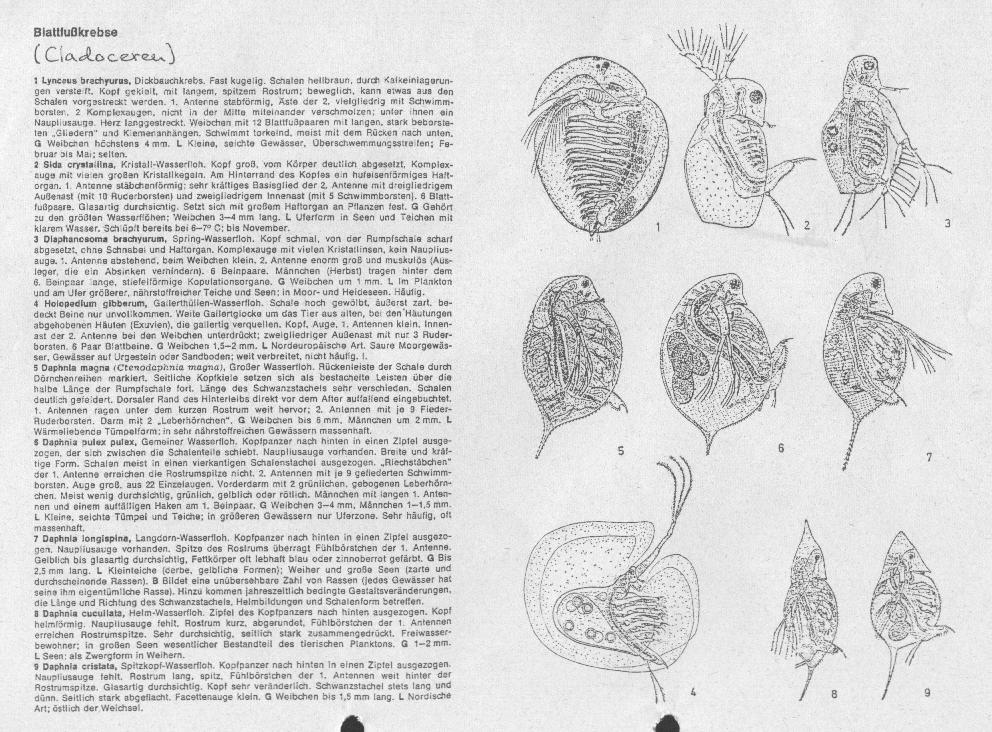 Blattfußkrebse
(Cladoceren)
1 Lynceus brachyurus, Dickbauchkrebs. Fast kugelig. Schalen hellbraun, durch Kalkeinlagerun-
gen versteift. Kopf gekielt, mit langem, spitzem Rostrum; beweglich, kann etwas aus den
Schalen vorgestreckt werden. 1. Antenne stabförmig, Äste der 2. vielgliedrig mit Schwimm-
borsten. 2 Komplexaugen, nicht in der Mitte miteinander verschmolzen; unter ihnen ein
Naupliusauge. Herz langgestreckt. Weibchen mit 12 Blattfußpaaren mit langen, stark beborste-
ten „Gliedern" und Kiemenanhängen. Schwimmt torkelnd, meist mit dem Rücken nach unten.
G Weibchen höchstens 4 mm. L Kleine, seichte Gewässer, Überschwemmungsstreifen; Fe-
bruar bis Mai; selten.
2 Sida crystallina, Kristall-Wasserfloh. Kopf groß, vom Körper deutlich abgesetzt. Komplex-
auge mit vielen großen Kristallkegeln. Am Hinterrand des Kopfes ein hufeisenförmiges Haft-
organ. 1. Antenne stäbchenförmig; sehr kräftiges Basisglied der 2. Antenne mit dreigliedrigem
Außenast (mit 10 Ruderborsten) und zweigliedrigem Innenast (mit 5 Schwimmborsten). 6 Blatt-
fußpaare. Glasartig durchsichtig. Setzt sich mit großem Haftorgan an Pflanzen fest. G Gehört
zu den größten Wasserflöhen; Weibchen 3–4 mm lang. L Uferform in Seen und Teichen mit
klarem Wasser. Schlüpft bereits bei 6–7° C; bis November.
3 Diaphanosoma brachyurum, Spring-Wasserfloh. Kopf schmal, von der Rumpfschale scharf
abgesetzt, ohne Schnabel und Haftorgan. Komplexauge mit vielen Kristallinsen, kein Nauplius-
auge. 1. Antenne abstehend, beim Weibchen klein. 2. Antenne enorm groß und muskulös (Aus-
leger, die ein Absinken verhindern). 6 Beinpaare. Männchen (Herbst) tragen hinter dem
6. Beinpaar lange, stiefelförmige Kopulationsorgane. G Weibchen um 1 mm. L Im Plankton
und am Ufer größerer, nährstoffreicher Teiche und Seen; in Moor- und Heideseen. Häufig.
4 Holopedium gibberum, Gallerthüllen-Wasserfloh. Schale hoch gewölbt, äußerst zart, be-
deckt Beine nur unvollkommen. Weite Gallertglocke um das Tier aus alten, bei den Häutungen
abgehobenen Häuten (Exuvien), die gallertig verquellen. Kopf, Auge, 1. Antennen klein. Innen-
ast der 2. Antenne bei den Weibchen unterdrückt; zweigliedriger Außenast mit nur 3 Ruder-
borsten. 6 Paar Blattbeine. G Weibchen 1,5–2 mm. L Nordeuropäische Art. Saure Moorgewäs-
ser, Gewässer auf Urgestein oder Sandboden; weit verbreitet, nicht häufig. I.
5 Daphnia magna (Ctenodaphnia magna), Großer Wasserfloh. Rückenleiste der Schale durch
Dörnchenreihen markiert. Seitliche Kopfkiele setzen sich als bestachelte Leisten über die
halbe Länge der Rumpfschale fort. Länge des Schwanzstachels sehr verschieden. Schalen
deutlich gefeldert. Dorsaler Rand des Hinterleibs direkt vor dem After auffallend eingebuchtet.
1. Antennen ragen unter dem kurzen Rostrum weit hervor; 2. Antennen mit je 9 Fieder-
Ruderborsten. Darm mit 2 „Leberhörnchen". G Weibchen bis 6 mm, Männchen um 2 mm. L
Wärmeliebende Tümpelform; in sehr nährstoffreichen Gewässern massenhaft.
6 Daphnia pulex pulex, Gemeiner Wasserfloh. Kopfpanzer nach hinten in einen Zipfel ausge-
zogen, der sich zwischen die Schalenteile schiebt. Naupliusauge vorhanden. Breite und kräf-
tige Form. Schalen meist in einen vierkantigen Schalenstachel ausgezogen. „Riechstäbchen"
der 1. Antenne erreichen die Rostrumspitze nicht. 2. Antennen mit je 9 gefiederten Schwimm-
borsten. Auge groß, aus 22 Einzelaugen. Vorderdarm mit 2 grünlichen, gebogenen Leberhörn-
chen. Meist wenig durchsichtig, grünlich, gelblich oder rötlich. Männchen mit langen 1. Anten-
nen und einem auffälligen Haken am 1. Beinpaar. G Weibchen 3–4 mm, Männchen 1–1,5 mm.
L Kleine, seichte Tümpel und Teiche; in größeren Gewässern nur Uferzone. Sehr häufig, oft
massenhaft.
7 Daphnia longispina, Langdorn-Wasserfloh. Kopfpanzer nach hinten in einen Zipfel ausgezo-
gen. Naupliusauge vorhanden. Spitze des Rostrums überragt Fühlbörstchen der 1. Antenne.
Gelblich bis glasartig durchsichtig, Fettkörper oft lebhaft blau oder zinnoberrot gefärbt. G Bis
2,5 mm lang. L Kleinteiche (derbe, gelbliche Formen); Weiher und große Seen (zarte und
durchscheinende Rassen). B Bildet eine unübersehbare Zahl von Rassen (jedes Gewässer hat
seine ihm eigentümliche Rasse). Hinzu kommen jahreszeitlich bedingte Gestaltsveränderungen,
die Länge und Richtung des Schwanzstachels, Helmbildungen und Schalenform betreffen.
8 Daphnia cucullata, Helm-Wasserfloh. Zipfel des Kopfpanzers nach hinten ausgezogen. Kopf
helmförmig. Naupliusauge fehlt. Rostrum kurz, abgerundet, Fühlbörstchen der 1. Antennen
erreichen Rostrumspitze. Sehr durchsichtig, seitlich stark zusammengedrückt. Freiwasser-
bewohner; in großen Seen wesentlicher Bestandteil des tierischen Planktons. G 1–2 mm.
L Seen; als Zwergform in Weihern.
9 Daphnia cristata, Spitzkopf-Wasserfloh. Kopfpanzer nach hinten in einen Zipfel ausgezogen.
Naupliusauge fehlt. Rostrum lang, spitz, Fühlbörstchen der 1. Antennen weit hinter der
Rostrumspitze. Glasartig durchsichtig. Kopf sehr veränderlich. Schwanzstachel stets lang und
dünn. Seitlich stark abgeflacht. Facettenauge klein. G Weibchen bis 1,5 mm lang. L Nordische
Art; östlich der Weichsel.
1
2
3
5
6
7
4
8
9